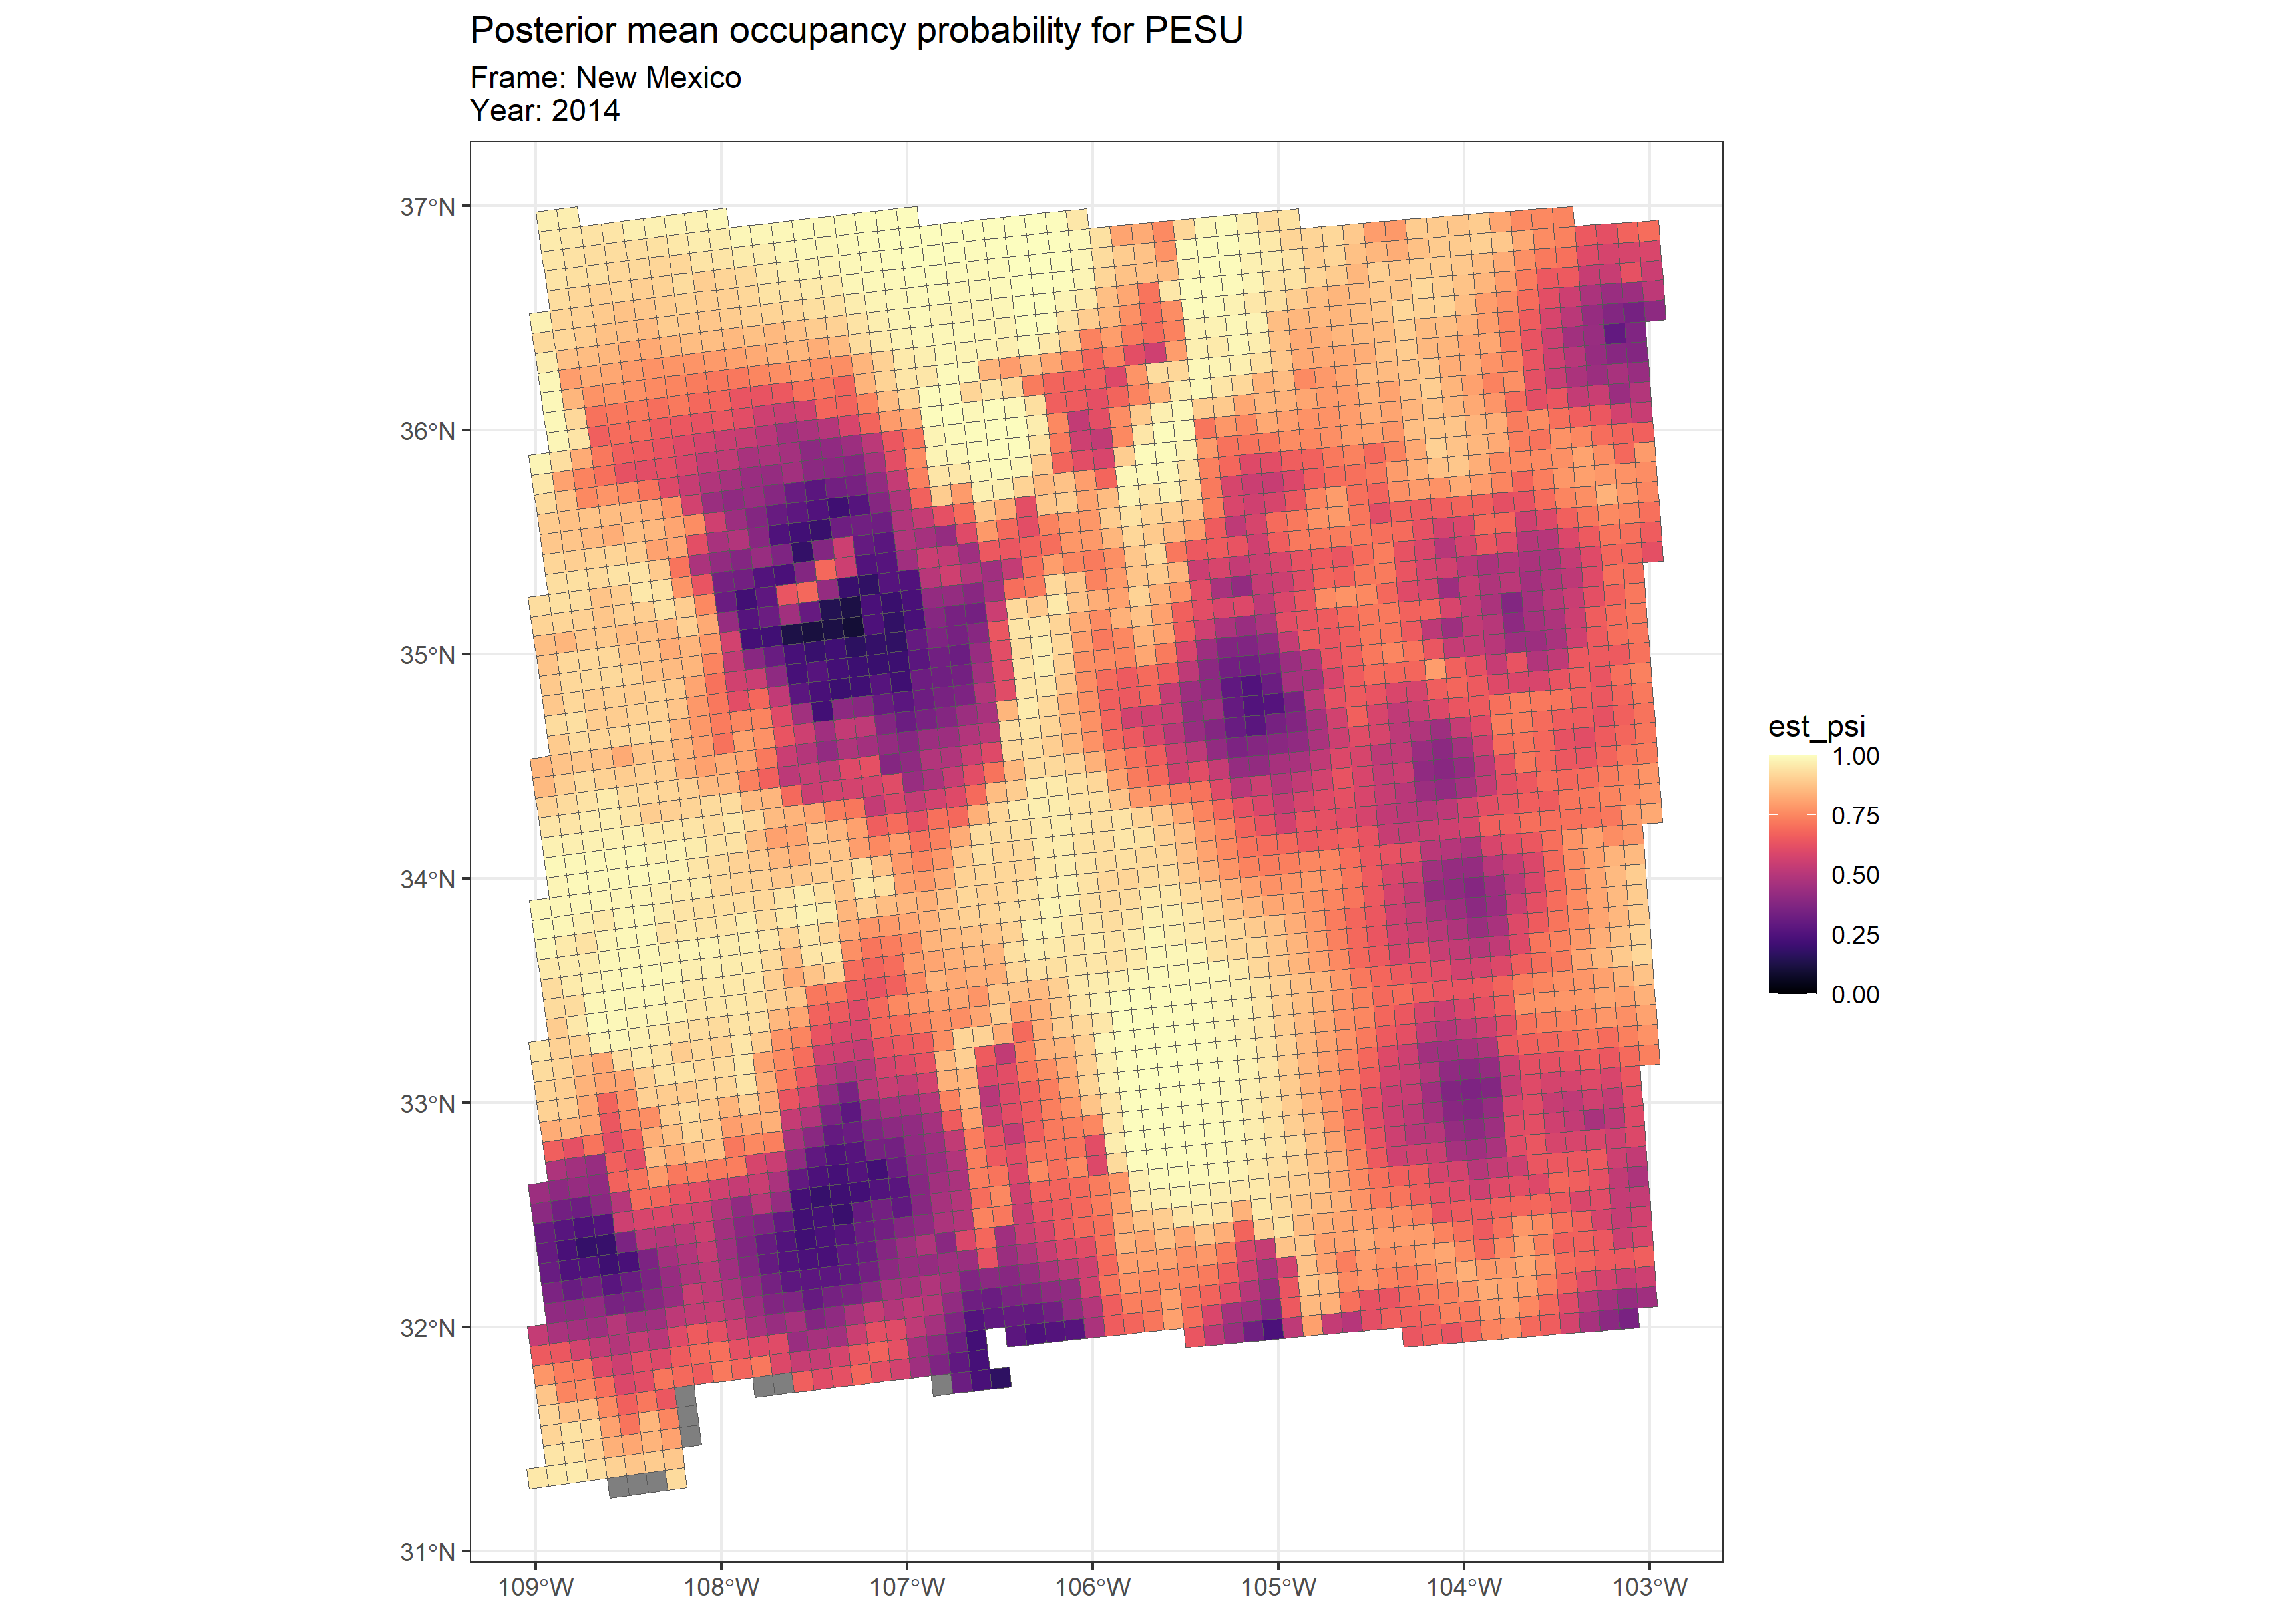 Posterior mean occupancy probability for PESU
Frame: New Mexico
Year: 2014
37°N
36°N
35°N
34°N
33°N
32°N
31°N
109°W 108°W 107°W 106°W 105°W 104°W 103°W
est_psi
1.00
0.75
0.50
0.25
0.00